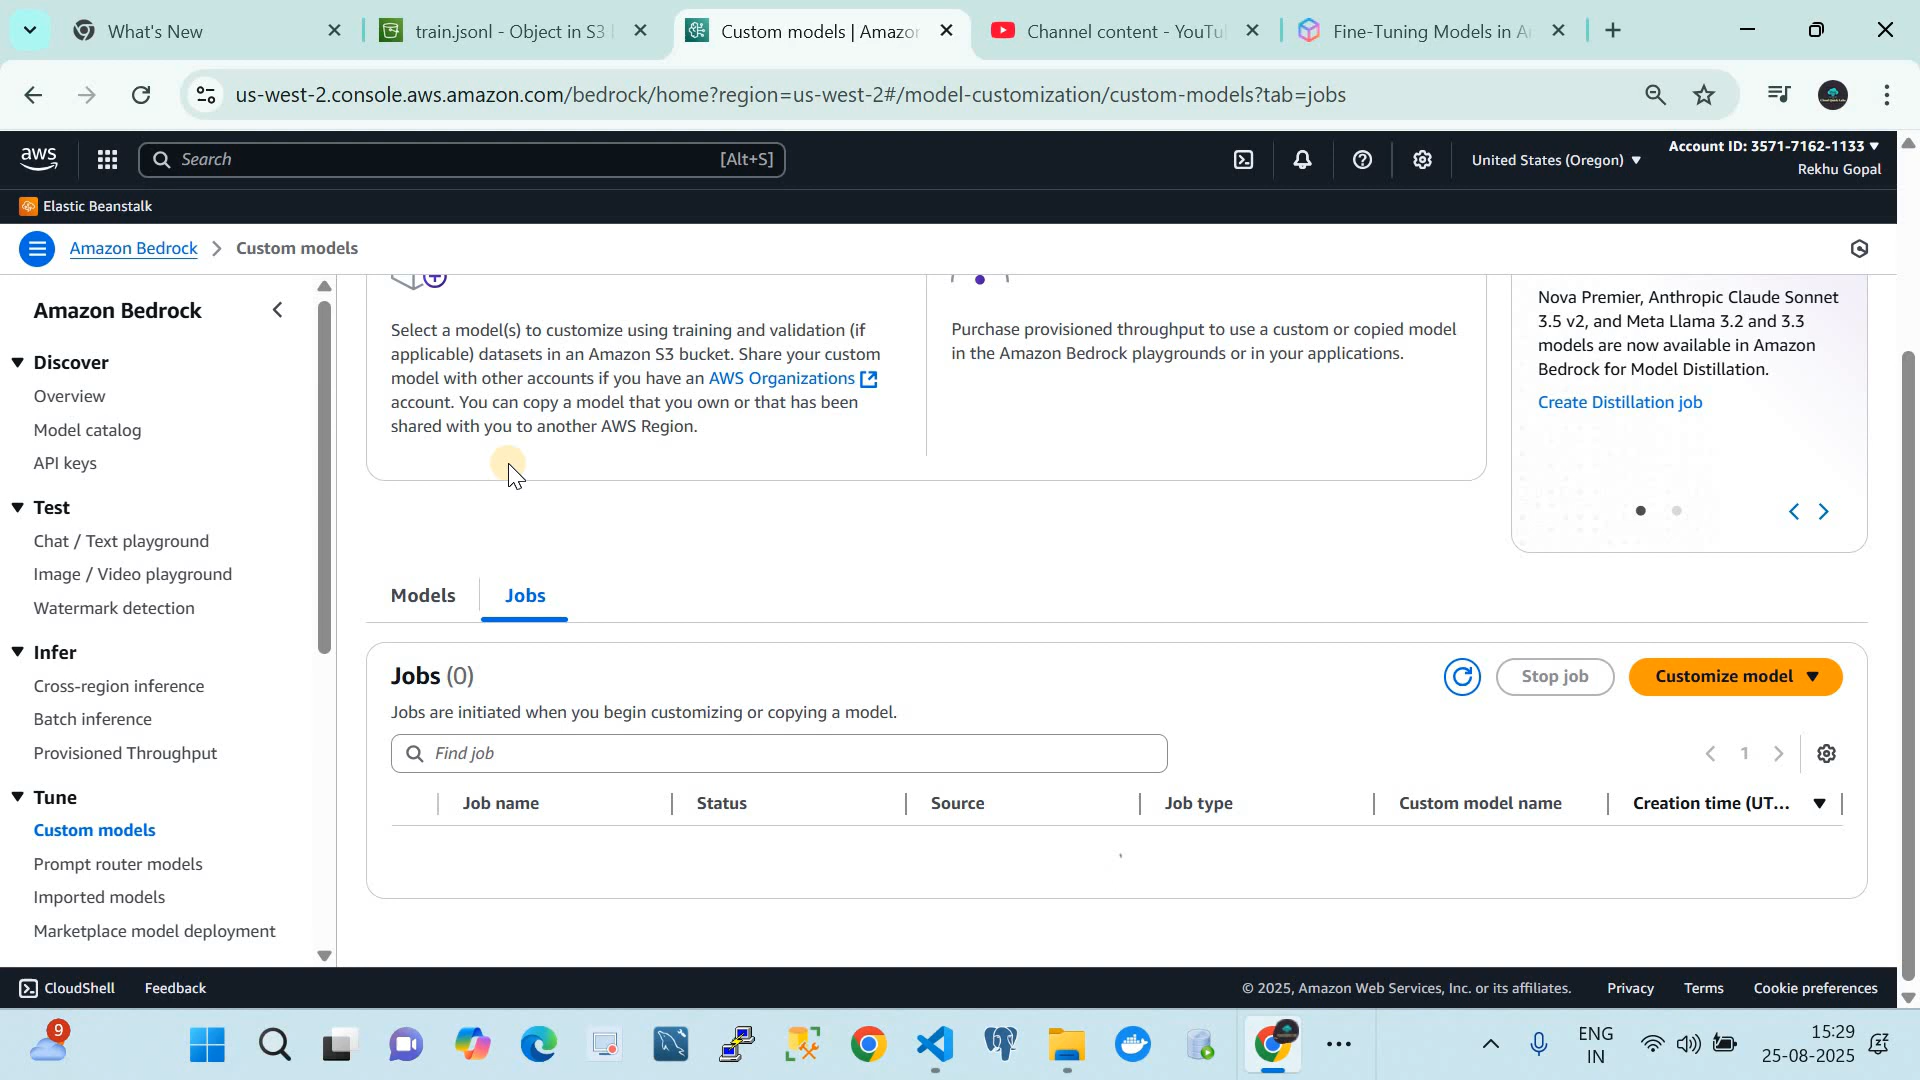 What's New
train.jsonl - Object in S3
Custom models | Amazon
Channel content - YouTu
Fine-Tuning Models in A
us-west-2.console.aws.amazon.com/bedrock/home?region=us-west-2#/model-customization/custom-models?tab=jobs
aws
Search
[Alt+S]
United States (Oregon)
Account ID: 3571-7162-1133
Rekhu Gopal
Elastic Beanstalk
Amazon Bedrock
Custom models
Amazon Bedrock
Discover
Overview
Model catalog
API keys
Test
Chat / Text playground
Image / Video playground
Watermark detection
Infer
Cross-region inference
Batch inference
Provisioned Throughput
Tune
Custom models
Prompt router models
Imported models
Marketplace model deployment
Select a model(s) to customize using training and validation (if
applicable) datasets in an Amazon S3 bucket. Share your custom
model with other accounts if you have an AWS Organizations
account. You can copy a model that you own or that has been
shared with you to another AWS Region.
Purchase provisioned throughput to use a custom or copied model
in the Amazon Bedrock playgrounds or in your applications.
Nova Premier, Anthropic Claude Sonnet
3.5 v2, and Meta Llama 3.2 and 3.3
models are now available in Amazon
Bedrock for Model Distillation.
Create Distillation job
Models
Jobs
Jobs (0)
Stop job
Customize model
Jobs are initiated when you begin customizing or copying a model.
Find job
1
Job name
Status
Source
Job type
Custom model name
Creation time (UT...
CloudShell
Feedback
© 2025, Amazon Web Services, Inc. or its affiliates.
Privacy
Terms
Cookie preferences
9
ENG
IN
15:29
25-08-2025